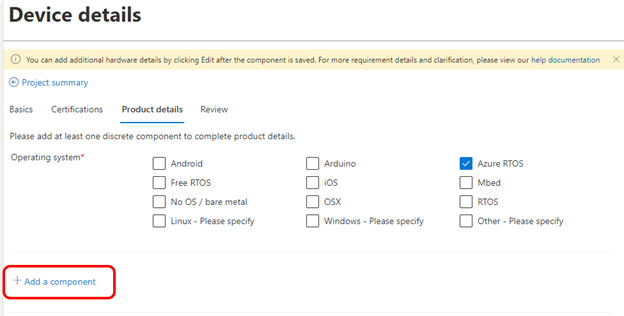 Device details
You can add additional hardware details by clicking Edit after the component is saved. For more requirement details and clarification, please view our help documentation
Project summary
Basics Certifications Product details Review
Please add at least one discrete component to complete product details.
Operating system* Android Arduino Azure RTOS
Free RTOS iOS Mbed
No OS / bare metal OSX RTOS
Linux - Please specify Windows - Please specify Other - Please specify
+ Add a component